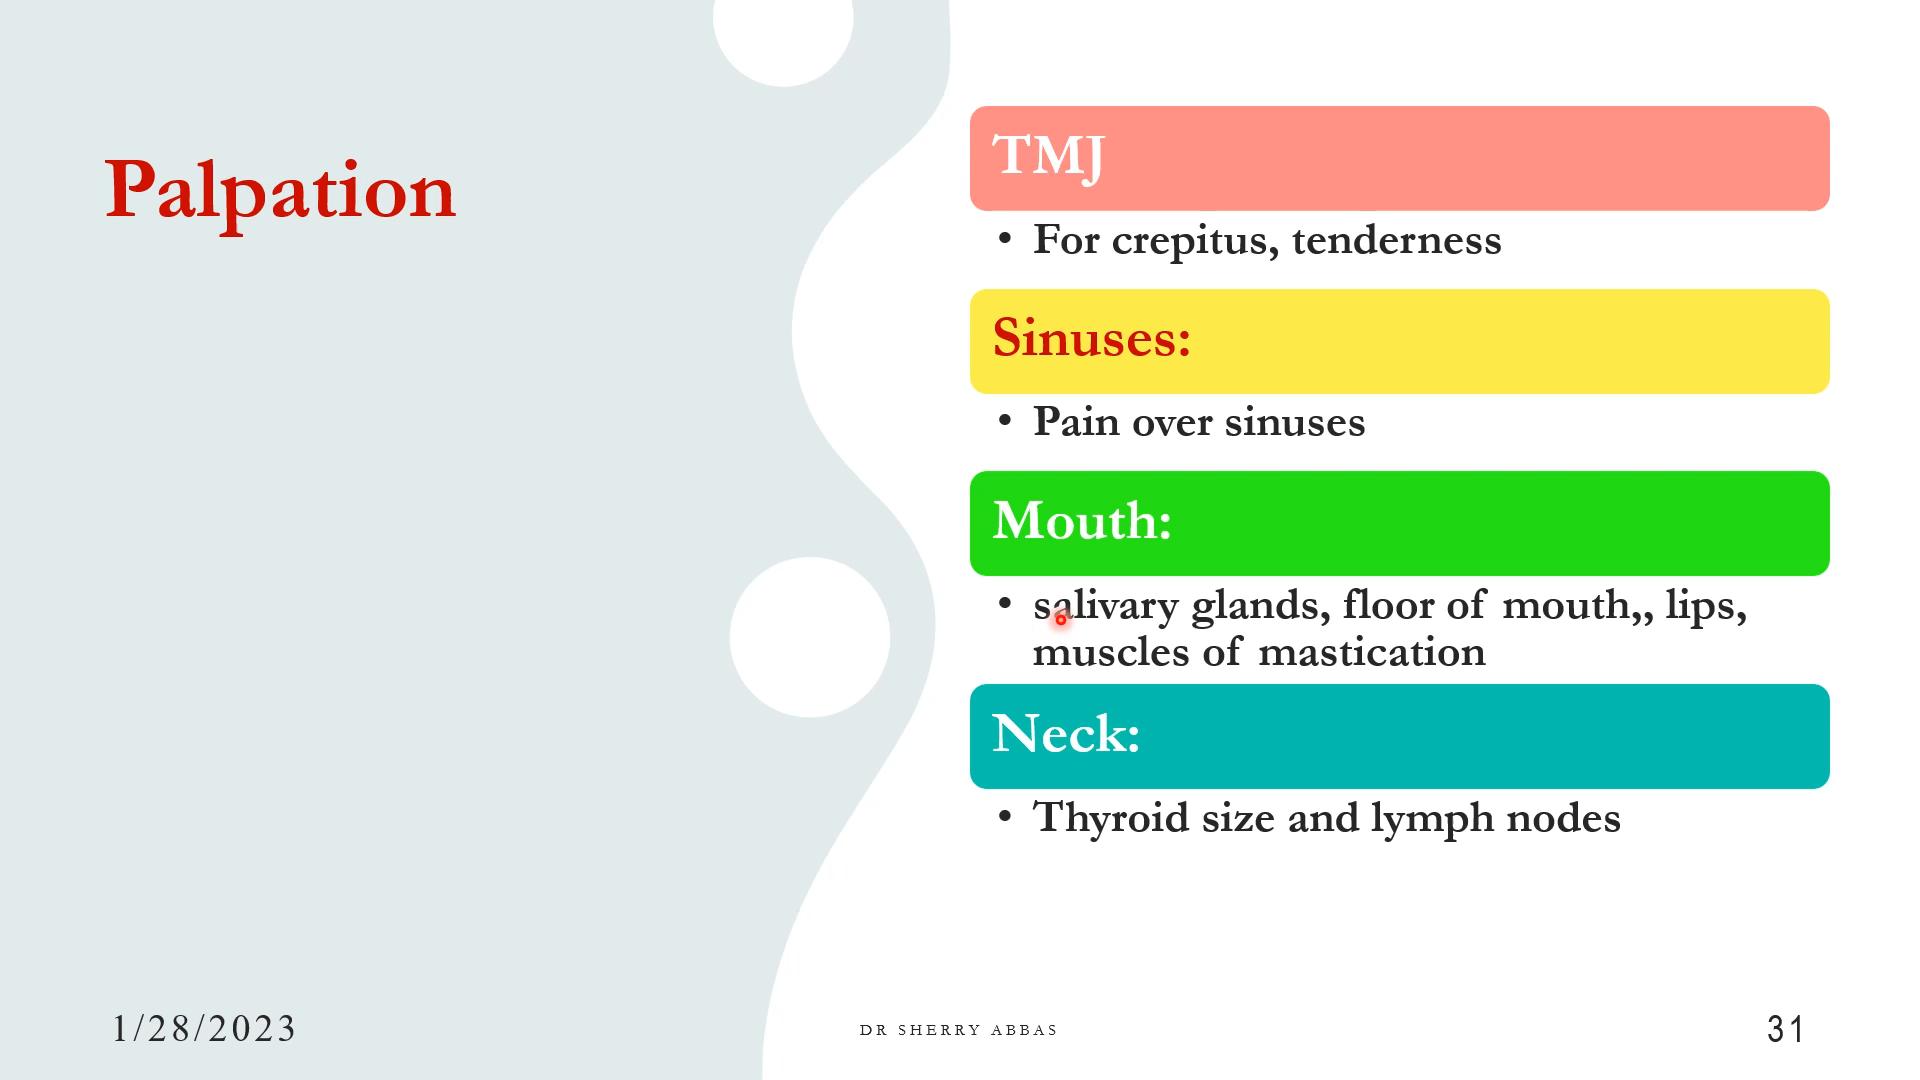 Palpation
TMJ
• For crepitus, tenderness
Sinuses:
• Pain over sinuses
Mouth:
• salivary glands, floor of mouth,, lips,
muscles of mastication
Neck:
• Thyroid size and lymph nodes
1/28/2023
DR SHERRY ABBAS
31